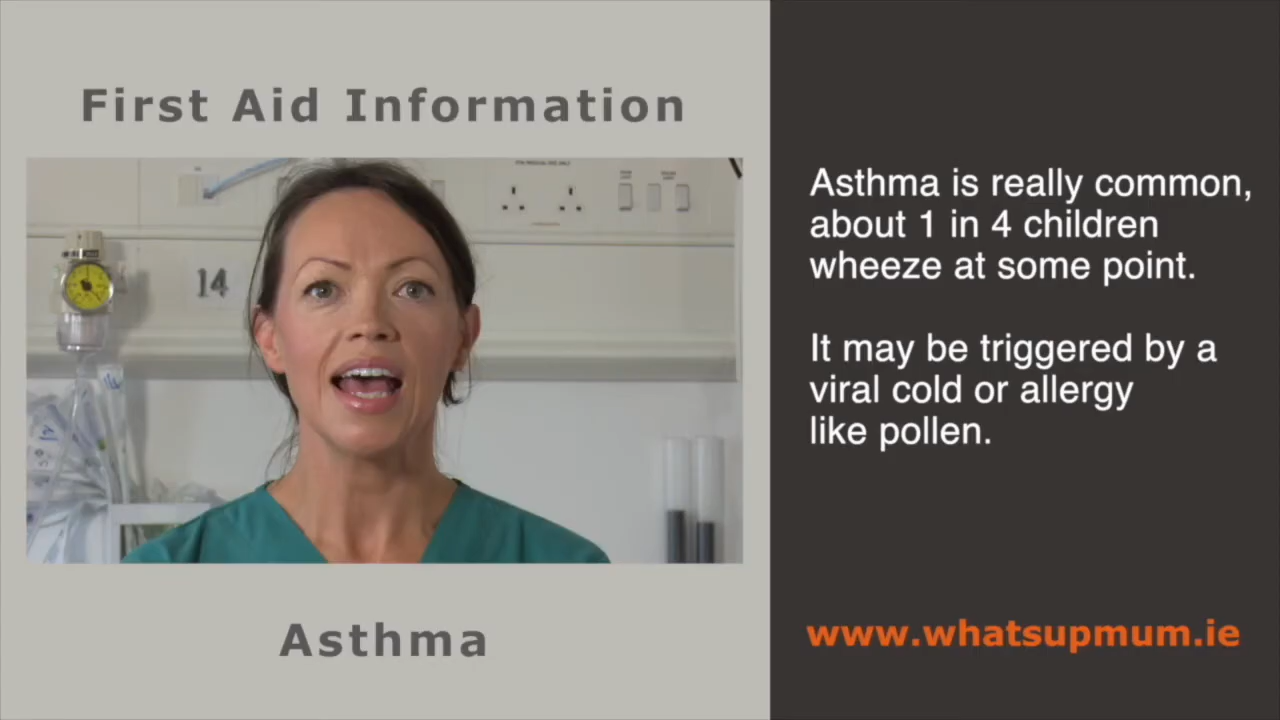 First Aid Information
14
Asthma
Asthma is really common,
about 1 in 4 children
wheeze at some point.
It may be triggered by a
viral cold or allergy
like pollen.
www.whatsupmum.ie